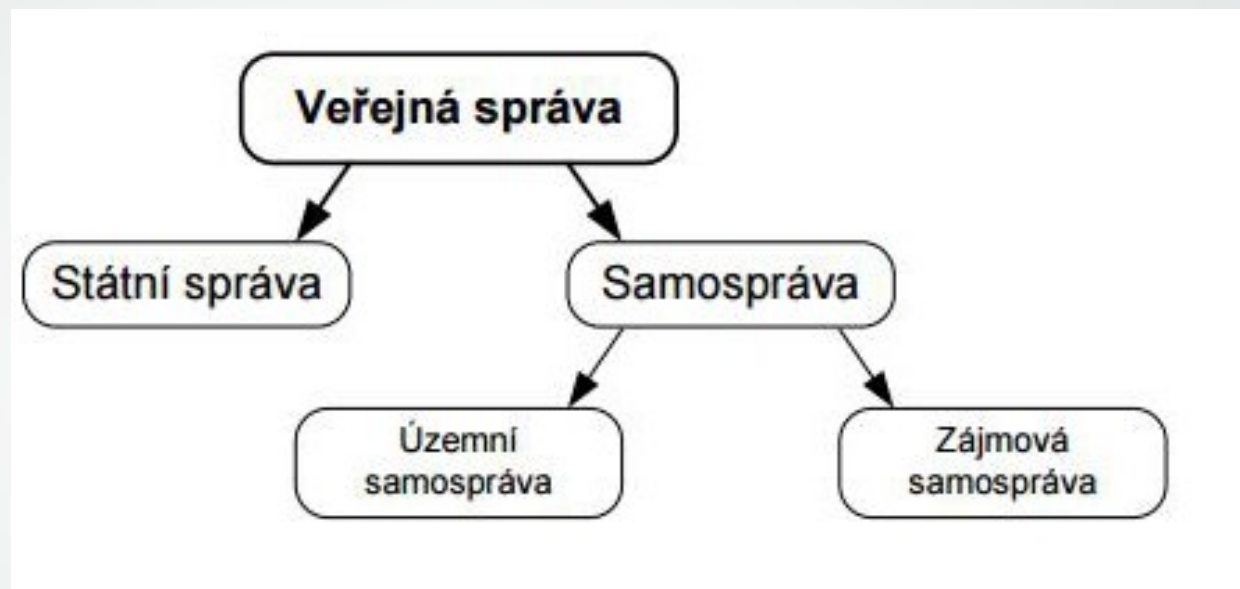 Veřejná správa
Státní správa
Samospráva
Územní
samospráva
Zájmová
samospráva